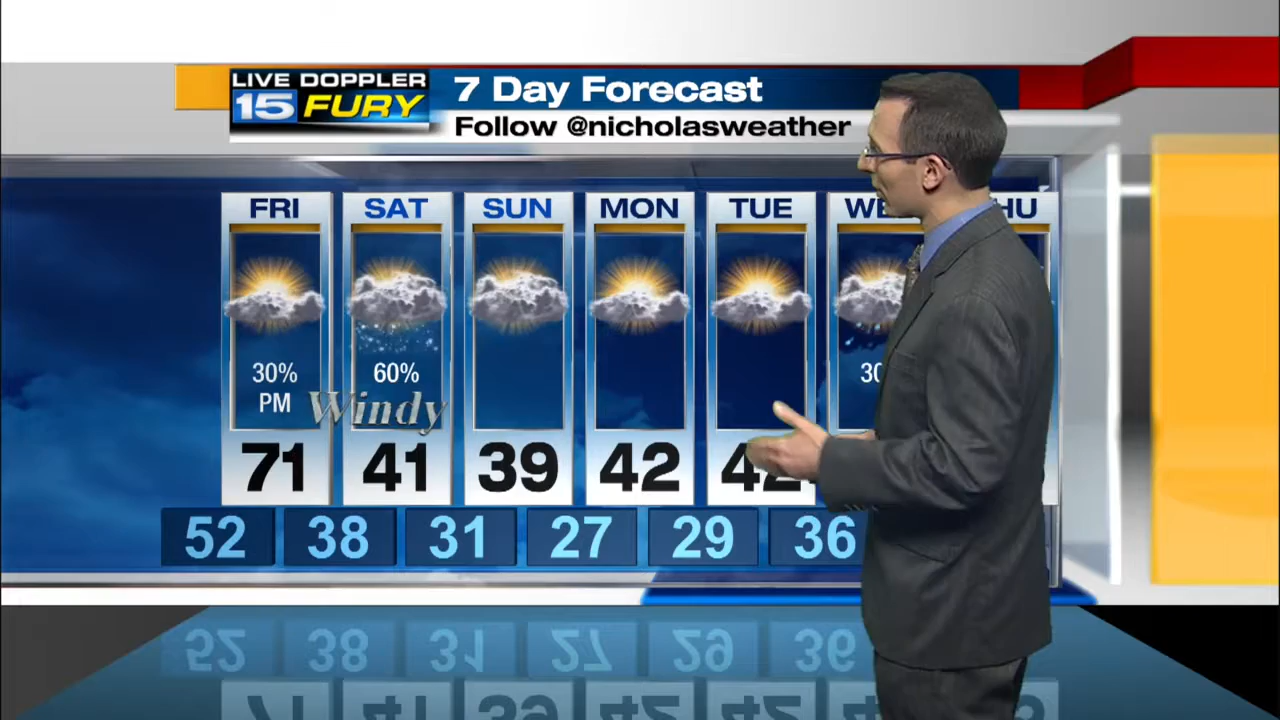 LIVE DOPPLER
15 FURY
7 Day Forecast
Follow @nicholasweather
FRI SAT SUN MON TUE
30% 60%
PM Windy
71 41 39 42 42
52 38 31 27 29 36